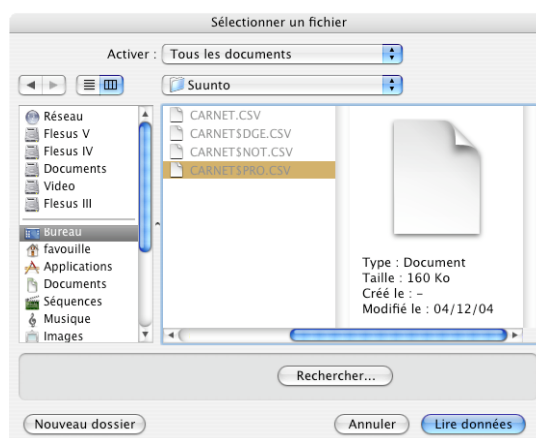 Sélectionner un fichier
Activer : Tous les documents
Suunto
Réseau
Flesus V
Flesus IV
Documents
Video
Flesus III
Bureau
favouille
Applications
Documents
Séquences
Musique
Images
CARNET.CSV
CARNET$DGE.CSV
CARNET$NOT.CSV
CARNET$PRO.CSV
Type : Document
Taille : 160 Ko
Créé le : –
Modifié le : 04/12/04
Rechercher...
Nouveau dossier
Annuler
Lire données